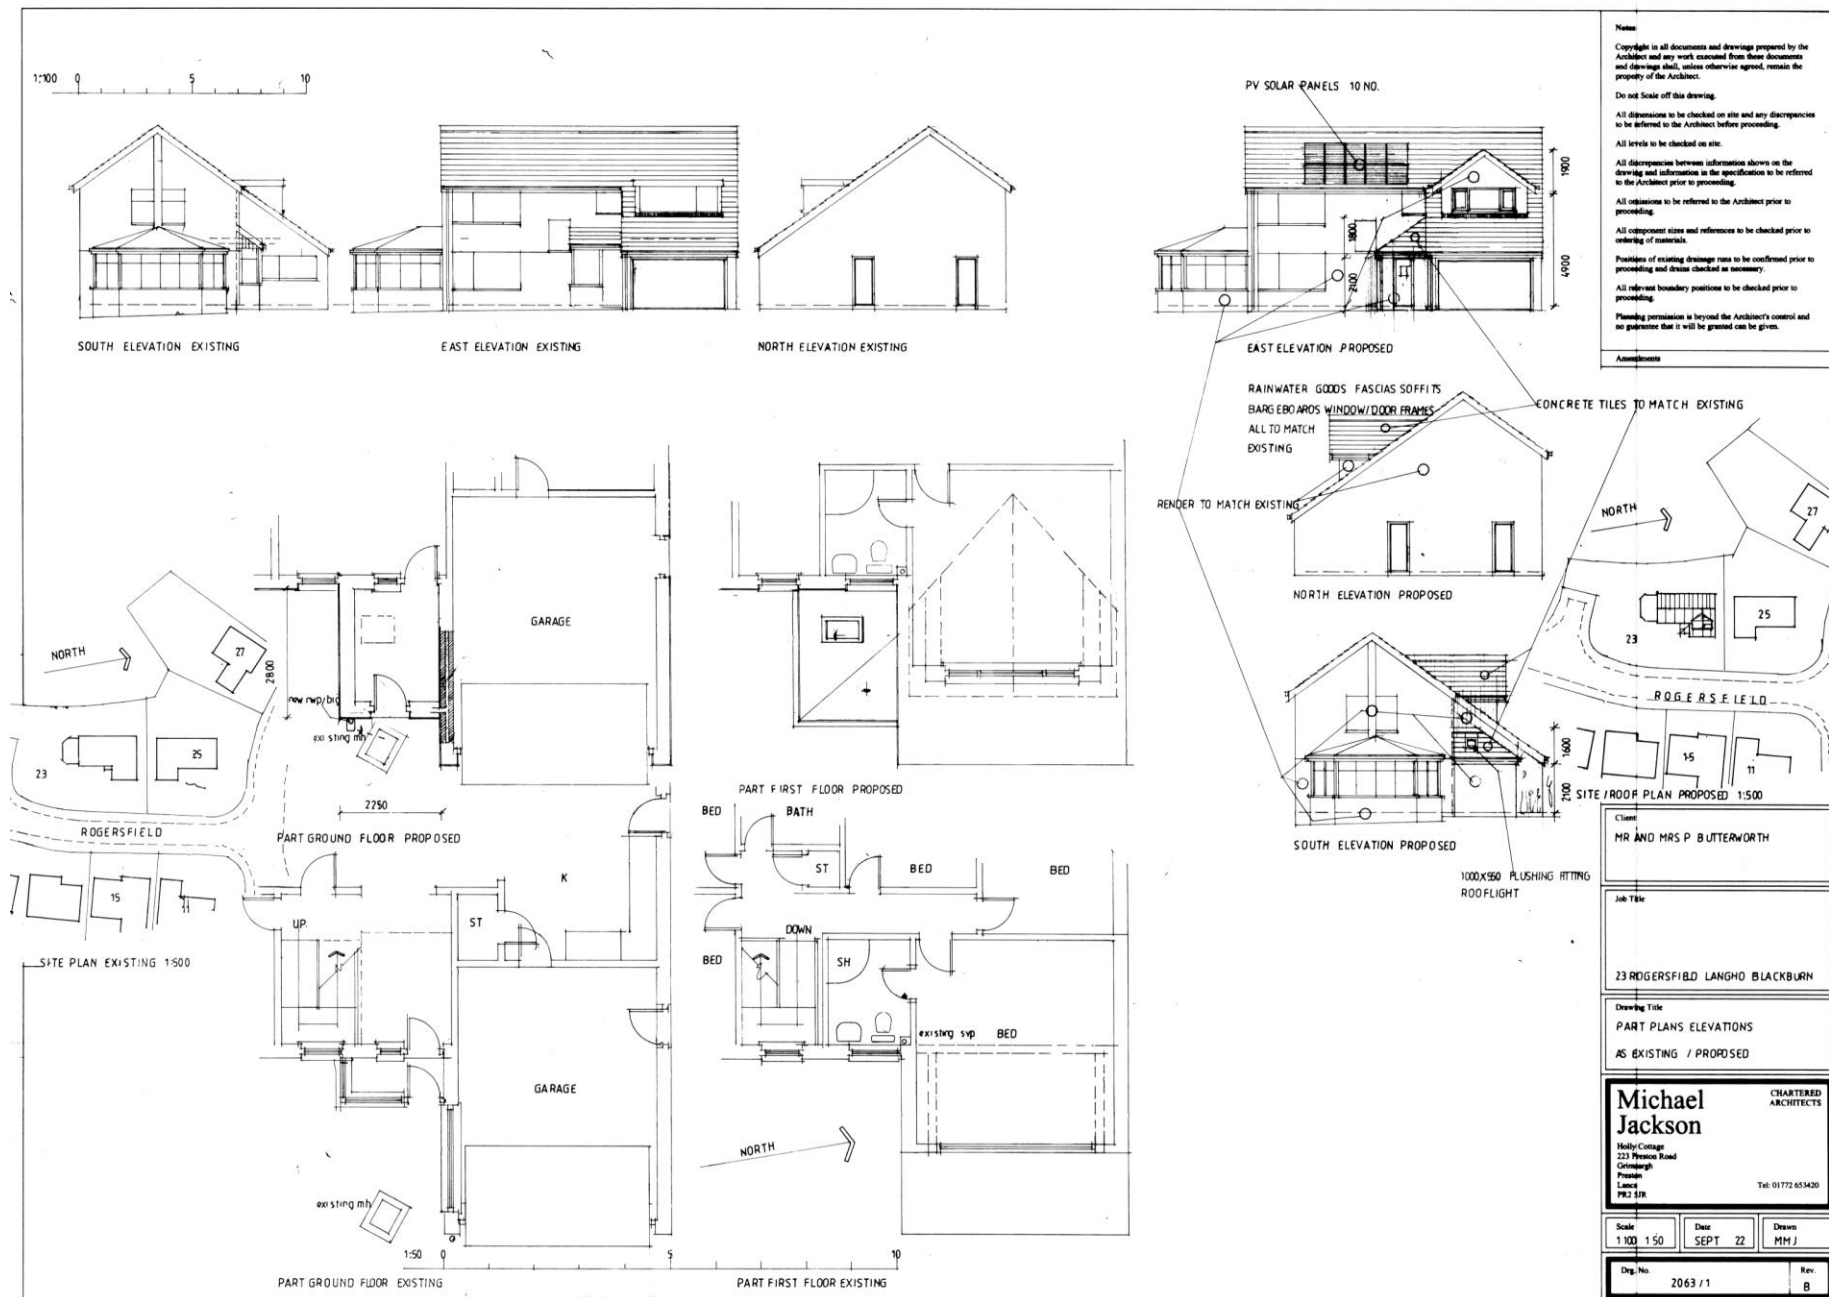 1:100 0 5 10
SOUTH ELEVATION EXISTING
EAST ELEVATION EXISTING
NORTH ELEVATION EXISTING
PV SOLAR PANELS 10 NO.
1900
4900
1800
2100
EAST ELEVATION PROPOSED
RAINWATER GOODS FASCIAS SOFFITS
BARGEBOARDS WINDOW/DOOR FRAMES
ALL TO MATCH
EXISTING
CONCRETE TILES TO MATCH EXISTING
RENDER TO MATCH EXISTING
NORTH ELEVATION PROPOSED
NORTH
27
25
23
ROGERSFIELD
15
11
SITE / ROOF PLAN PROPOSED 1:500
1600
2100
SOUTH ELEVATION PROPOSED
1000X550 FLUSHING FITTING
ROOFLIGHT
NORTH
27
25
23
ROGERSFIELD
15
11
SITE PLAN EXISTING 1:500
GARAGE
2800
new rwp/big
existing mh
2250
PART GROUND FLOOR PROPOSED
PART FIRST FLOOR PROPOSED
K
ST
UP
GARAGE
existing mh
1:50 0 5 10
PART GROUND FLOOR EXISTING
BED
BATH
ST
BED
BED
DOWN
BED
SH
existing svp
BED
NORTH
PART FIRST FLOOR EXISTING
Notes
Copyright in all documents and drawings prepared by the
Architect and any work executed from these documents
and drawings shall, unless otherwise agreed, remain the
property of the Architect.
Do not Scale off this drawing.
All dimensions to be checked on site and any discrepancies
to be referred to the Architect before proceeding.
All levels to be checked on site.
All discrepancies between information shown on the
drawing and information in the specification to be referred
to the Architect prior to proceeding.
All omissions to be referred to the Architect prior to
proceeding.
All component sizes and references to be checked prior to
ordering of materials.
Positions of existing drainage runs to be confirmed prior to
proceeding and drains checked as necessary.
All relevant boundary positions to be checked prior to
proceeding.
Planning permission is beyond the Architect's control and
no guarantee that it will be granted can be given.
Amendments
Client
MR AND MRS P BUTTERWORTH
Job Title
23 ROGERSFIELD LANGHO BLACKBURN
Drawing Title
PART PLANS ELEVATIONS
AS EXISTING / PROPOSED
Michael
Jackson
CHARTERED
ARCHITECTS
Holly Cottage
223 Preston Road
Grimsargh
Preston
Lancs
PR2 5JR
Tel: 01772 653420
Scale
1 100 1 50
Date
SEPT 22
Drawn
MMJ
Drg. No.
2063 / 1
Rev.
B